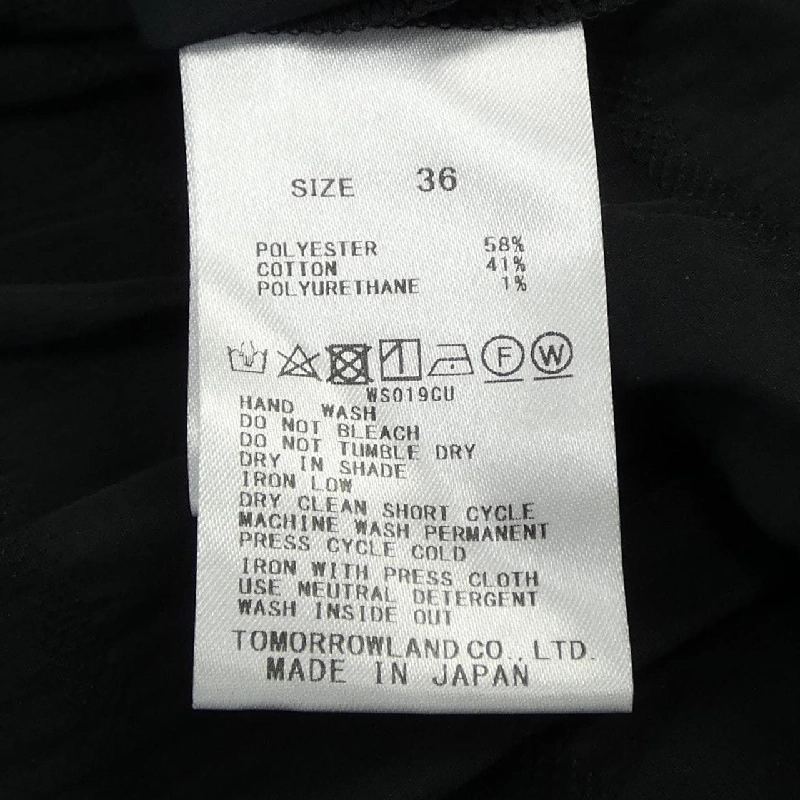 SIZE 36
POLYESTER 58%
COTTON 41%
POLYURETHANE 1%
F W
WS019GU
HAND WASH
DO NOT BLEACH
DO NOT TUMBLE DRY
DRY IN SHADE
IRON LOW
DRY CLEAN SHORT CYCLE
MACHINE WASH PERMANENT
PRESS CYCLE COLD
IRON WITH PRESS CLOTH
USE NEUTRAL DETERGENT
WASH INSIDE OUT
TOMORROWLAND CO., LTD.
MADE IN JAPAN